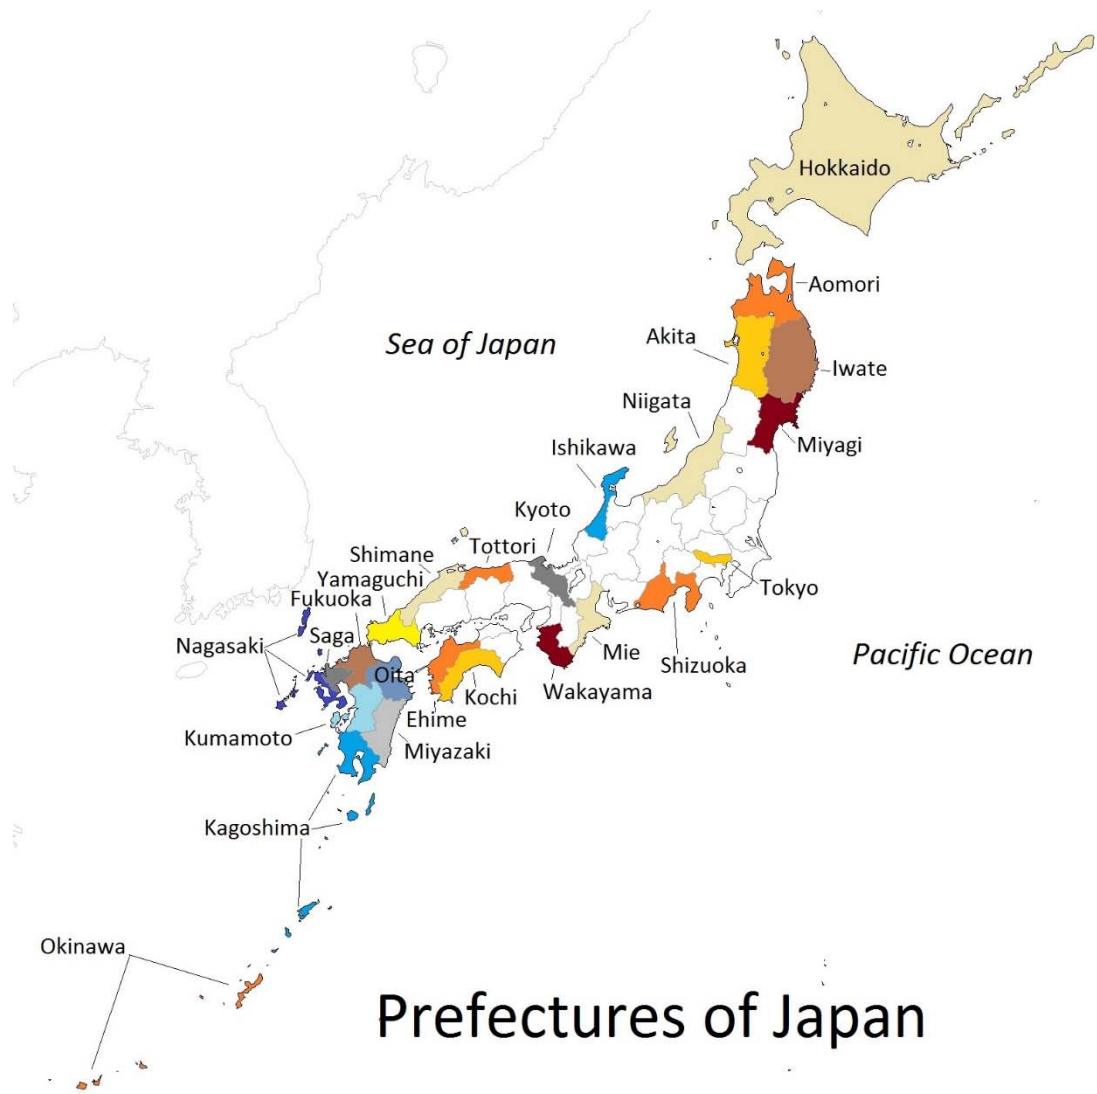 Hokkaido
Aomori
Akita
Sea of Japan
Iwate
Niigata
Miyagi
Ishikawa
Kyoto
Tottori
Shimane
Yamaguchi
Tokyo
Fukuoka
Saga
Nagasaki
Mie
Pacific Ocean
Shizuoka
Oita
Wakayama
Kochi
Ehime
Kumamoto
Miyazaki
Kagoshima
Okinawa
Prefectures of Japan